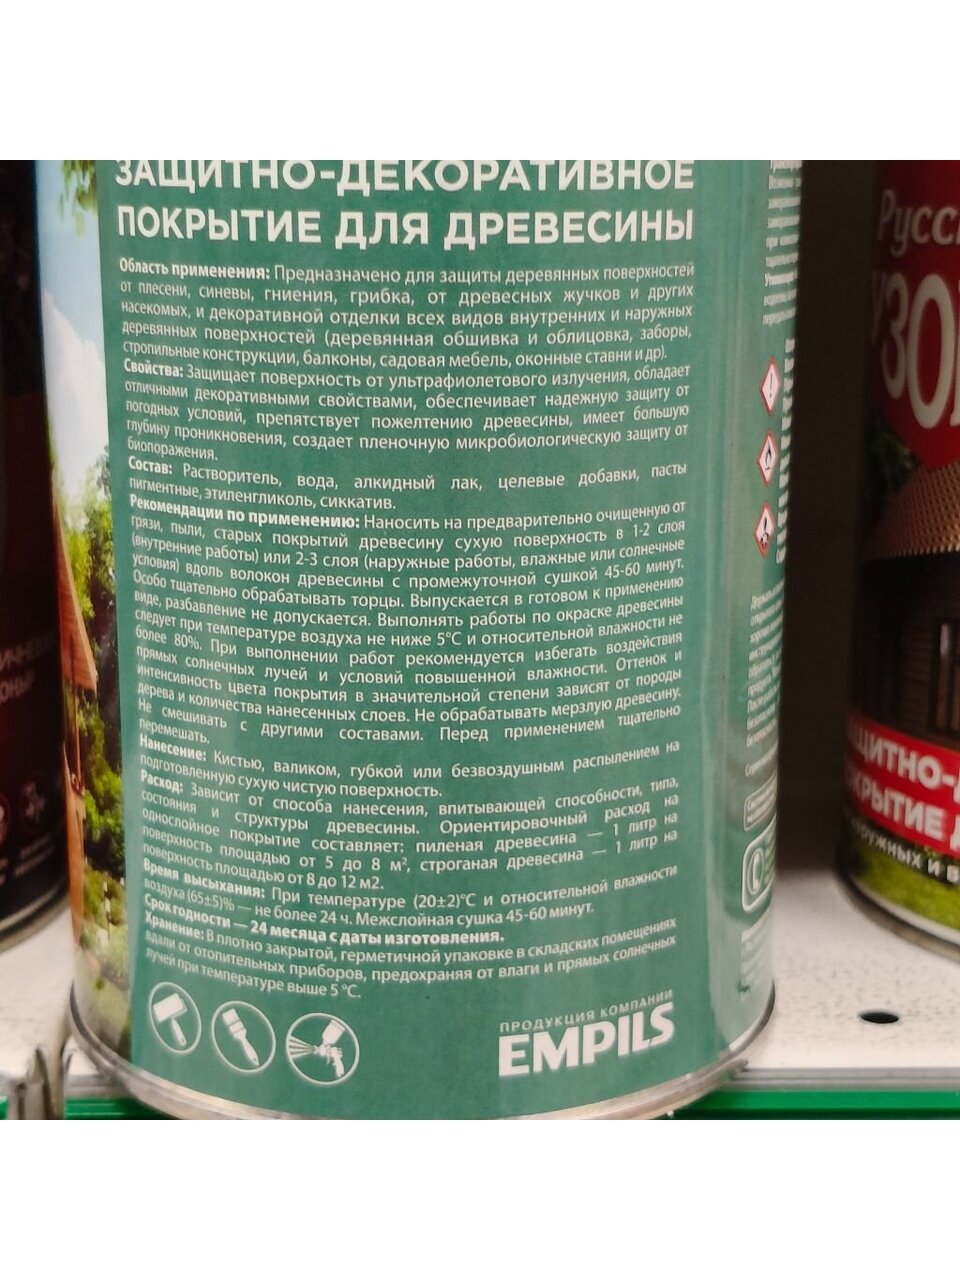 ЗАЩИТНО-ДЕКОРАТИВНОЕ
ПОКРЫТИЕ ДЛЯ ДРЕВЕСИНЫ
Область применения: Предназначено для защиты деревянных поверхностей
от плесени, синевы, гниения, грибка, от древесных жучков и других
насекомых, и декоративной отделки всех видов внутренних и наружных
деревянных поверхностей (деревянная обшивка и облицовка, заборы,
стропильные конструкции, балконы, садовая мебель, оконные ставни и др).
Свойства: Защищает поверхность от ультрафиолетового излучения, обладает
отличными декоративными свойствами, обеспечивает надежную защиту от
погодных условий, препятствует пожелтению древесины, имеет большую
глубину проникновения, создает пленочную микробиологическую защиту от
биопоражения.
Состав: Растворитель, вода, алкидный лак, целевые добавки, пасты
пигментные, этиленгликоль, сиккатив.
Рекомендации по применению: Наносить на предварительно очищенную от
грязи, пыли, старых покрытий древесину сухую поверхность в 1-2 слоя
(внутренние работы) или 2-3 слоя (наружные работы, влажные или солнечные
условия) вдоль волокон древесины с промежуточной сушкой 45-60 минут.
Особо тщательно обрабатывать торцы. Выпускается в готовом к применению
виде, разбавление не допускается. Выполнять работы по окраске древесины
следует при температуре воздуха не ниже 5°С и относительной влажности не
более 80%. При выполнении работ рекомендуется избегать воздействия
прямых солнечных лучей и условий повышенной влажности. Оттенок и
интенсивность цвета покрытия в значительной степени зависят от породы
дерева и количества нанесенных слоев. Не обрабатывать мерзлую древесину.
Не смешивать с другими составами. Перед применением тщательно
перемешать.
Нанесение: Кистью, валиком, губкой или безвоздушным распылением на
подготовленную сухую чистую поверхность.
Расход: Зависит от способа нанесения, впитывающей способности, типа,
состояния и структуры древесины. Ориентировочный расход на
однослойное покрытие составляет: пиленая древесина — 1 литр на
поверхность площадью от 5 до 8 м², строганая древесина — 1 литр на
поверхность площадью от 8 до 12 м2.
Время высыхания: При температуре (20±2)°С и относительной влажности
воздуха (65±5)% — не более 24 ч. Межслойная сушка 45-60 минут.
Срок годности — 24 месяца с даты изготовления.
Хранение: В плотно закрытой, герметичной упаковке в складских помещениях
вдали от отопительных приборов, предохраняя от влаги и прямых солнечных
лучей при температуре выше 5 °С.
ПРОДУКЦИЯ КОМПАНИИ
EMPILS